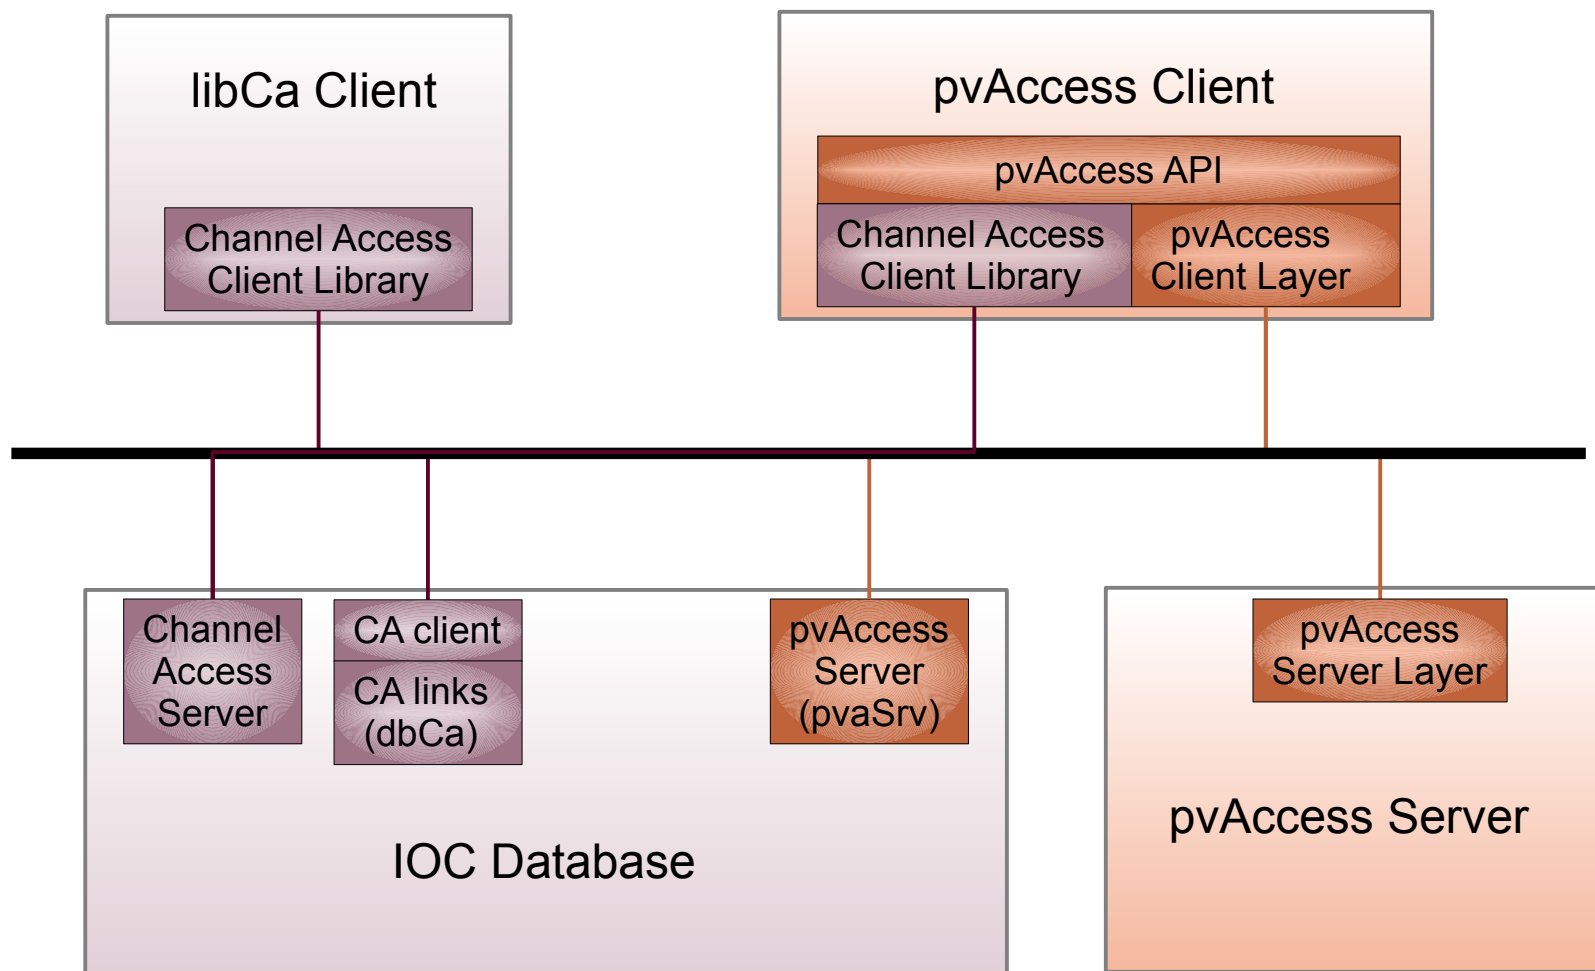 libCa Client
Channel Access
Client Library
pvAccess Client
pvAccess API
Channel Access
Client Library
pvAccess
Client Layer
Channel
Access
Server
CA client
CA links
(dbCa)
pvAccess
Server
(pvaSrv)
IOC Database
pvAccess
Server Layer
pvAccess Server